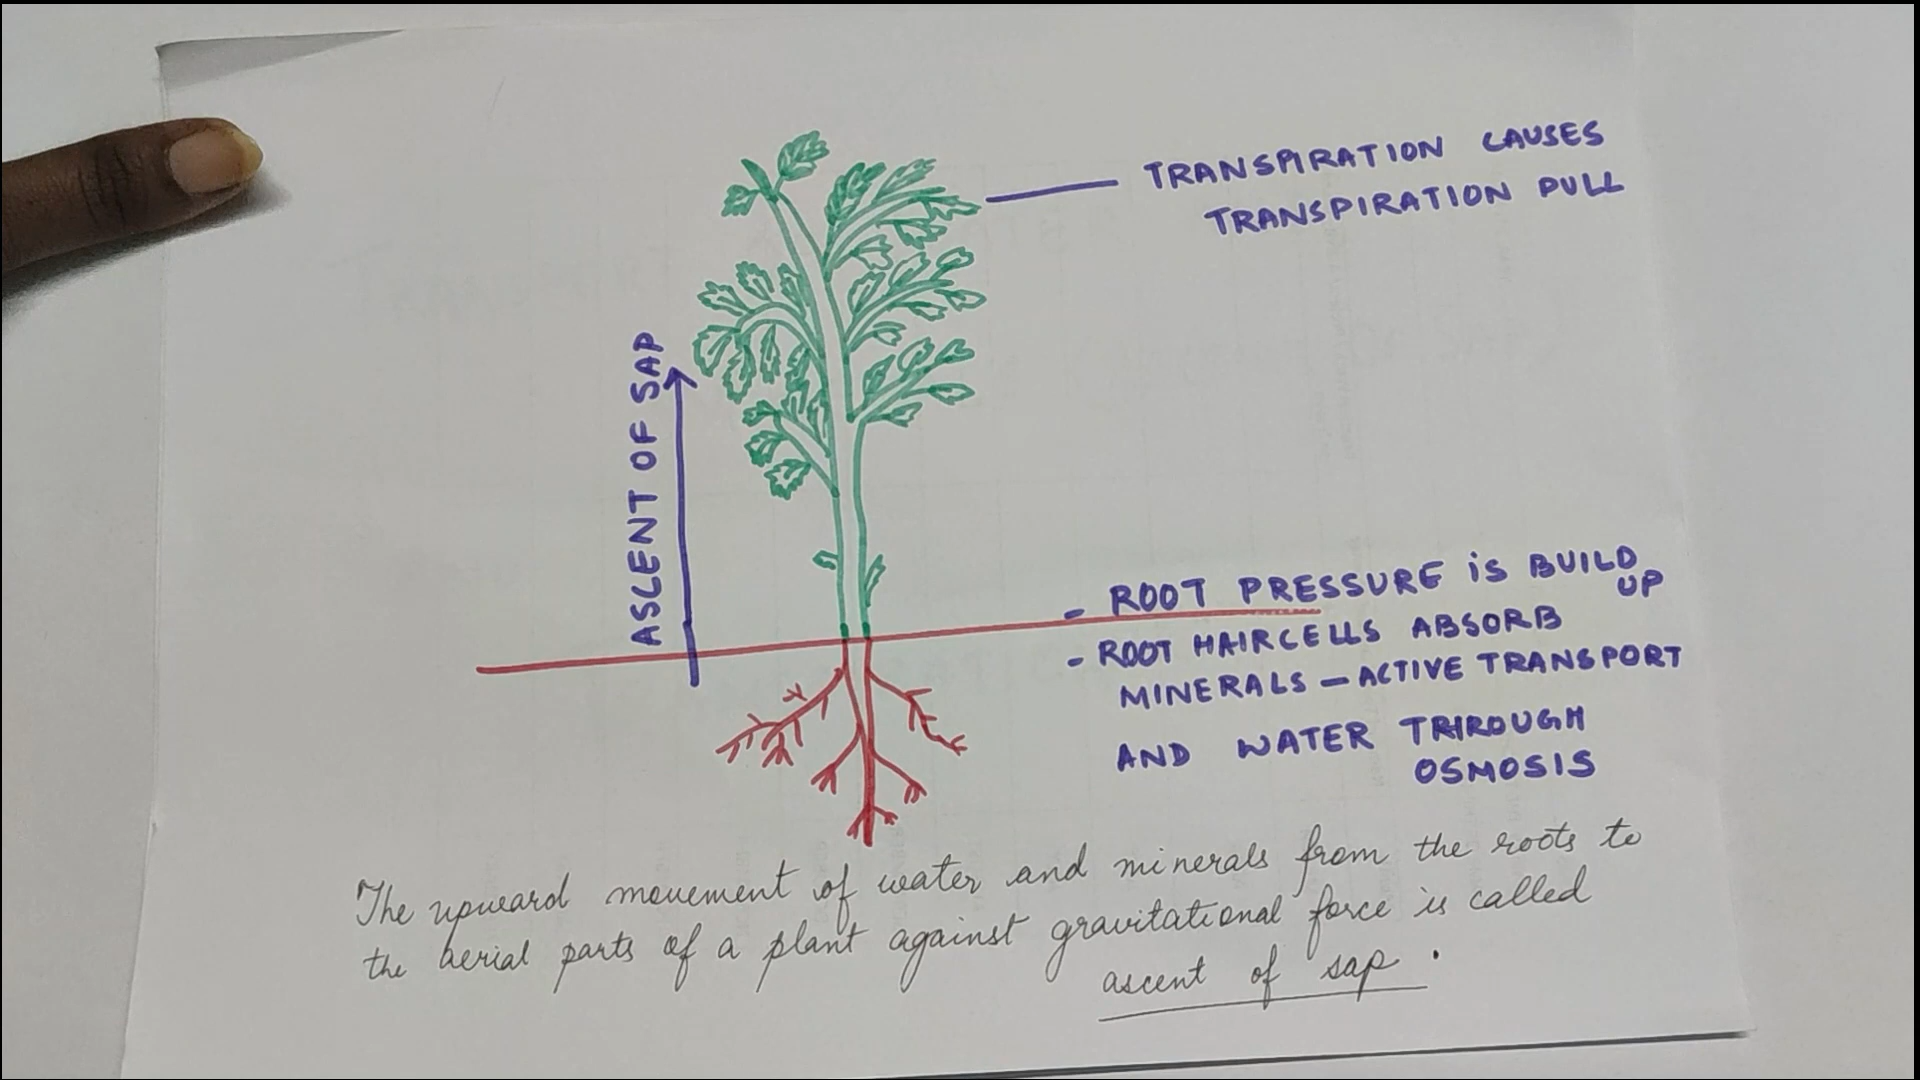 TRANSPIRATION CAUSES
TRANSPIRATION PULL
ASCENT OF SAP
- ROOT PRESSURE iS BUILD
UP
- ROOT HAIRCELLS ABSORB
MINERALS - ACTIVE TRANSPORT
AND WATER THROUGH
OSMOSIS
The upward movement of water and minerals from the roots to
the aerial parts of a plant against gravitational force is called
ascent of sap.